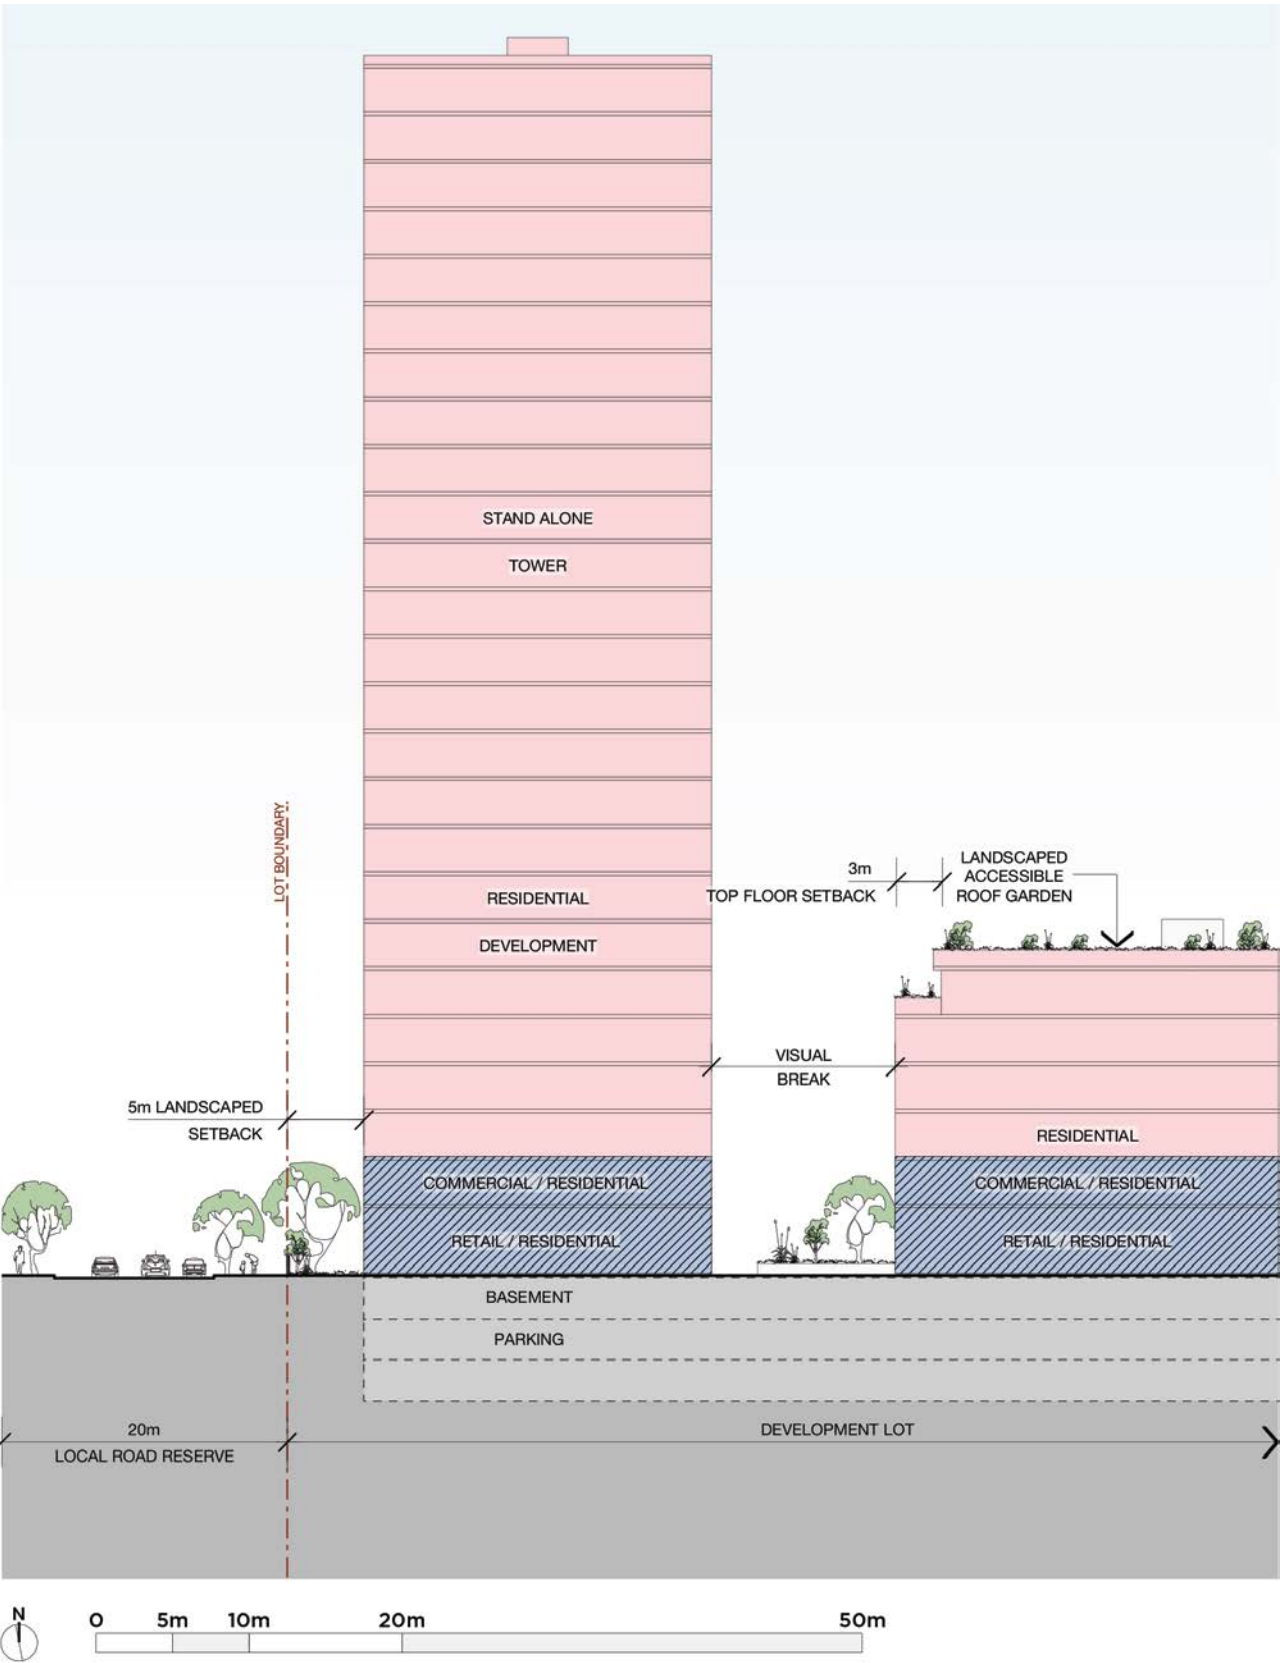 STAND ALONE
TOWER
LOT BOUNDARY
RESIDENTIAL
DEVELOPMENT
3m
TOP FLOOR SETBACK
LANDSCAPED
ACCESSIBLE
ROOF GARDEN
VISUAL
BREAK
5m LANDSCAPED
SETBACK
RESIDENTIAL
COMMERCIAL / RESIDENTIAL
COMMERCIAL / RESIDENTIAL
RETAIL / RESIDENTIAL
RETAIL / RESIDENTIAL
BASEMENT
PARKING
20m
LOCAL ROAD RESERVE
DEVELOPMENT LOT
N
0 5m 10m 20m 50m